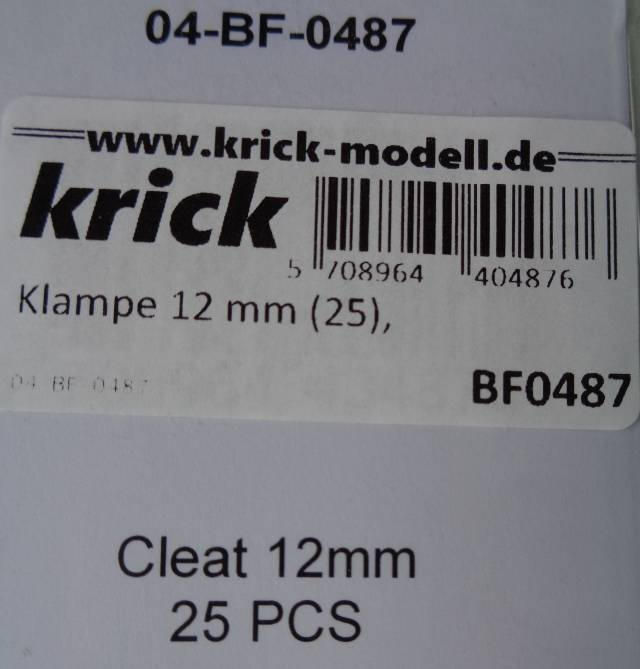 04-BF-0487
www.krick-modell.de
krick
5 708964 404876
Klampe 12 mm (25),
04-BF-0487
BF0487
Cleat 12mm
25 PCS